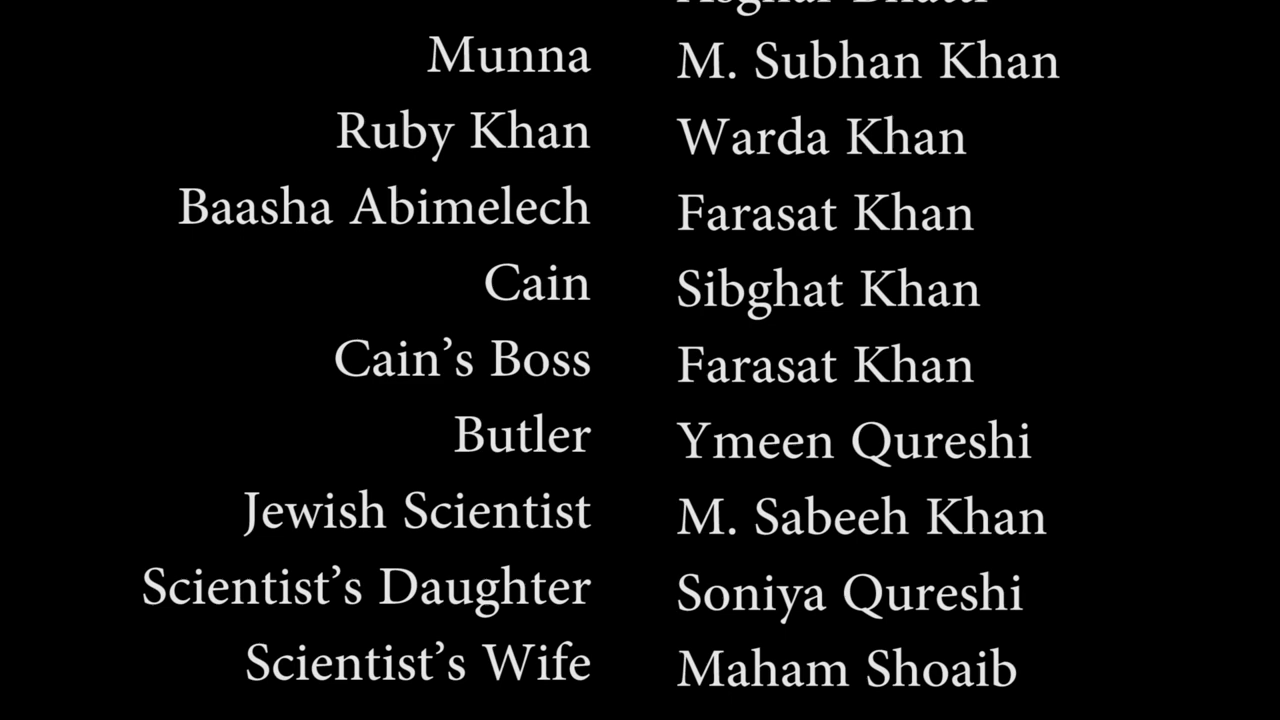 Munna M. Subhan Khan
Ruby Khan Warda Khan
Baasha Abimelech Farasat Khan
Cain Sibghat Khan
Cain’s Boss Farasat Khan
Butler Ymeen Qureshi
Jewish Scientist M. Sabeeh Khan
Scientist’s Daughter Soniya Qureshi
Scientist’s Wife Maham Shoaib